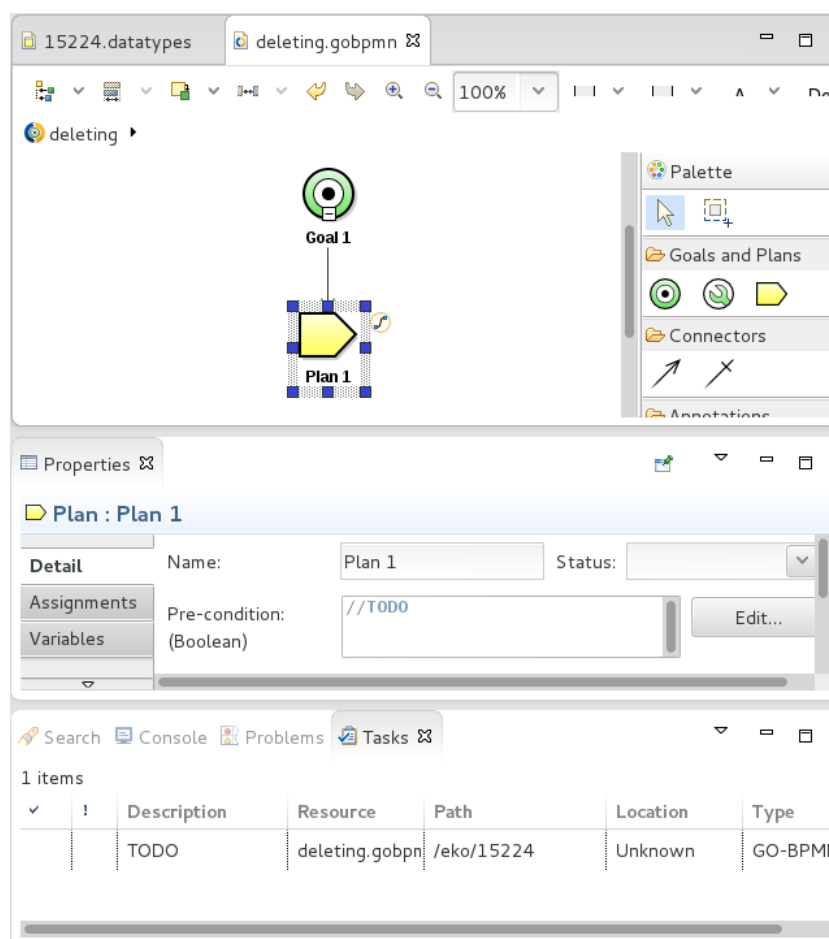 15224.datatypes deleting.gobpmn
100% A
deleting
Palette
Goal 1
Goals and Plans
Connectors
Plan 1
Annotations
Properties
Plan : Plan 1
Detail Name: Plan 1 Status:
Assignments Pre-condition: //TODO Edit...
Variables (Boolean)
Search Console Problems Tasks
1 items
! Description Resource Path Location Type
TODO deleting.gobpn /eko/15224 Unknown GO-BPM